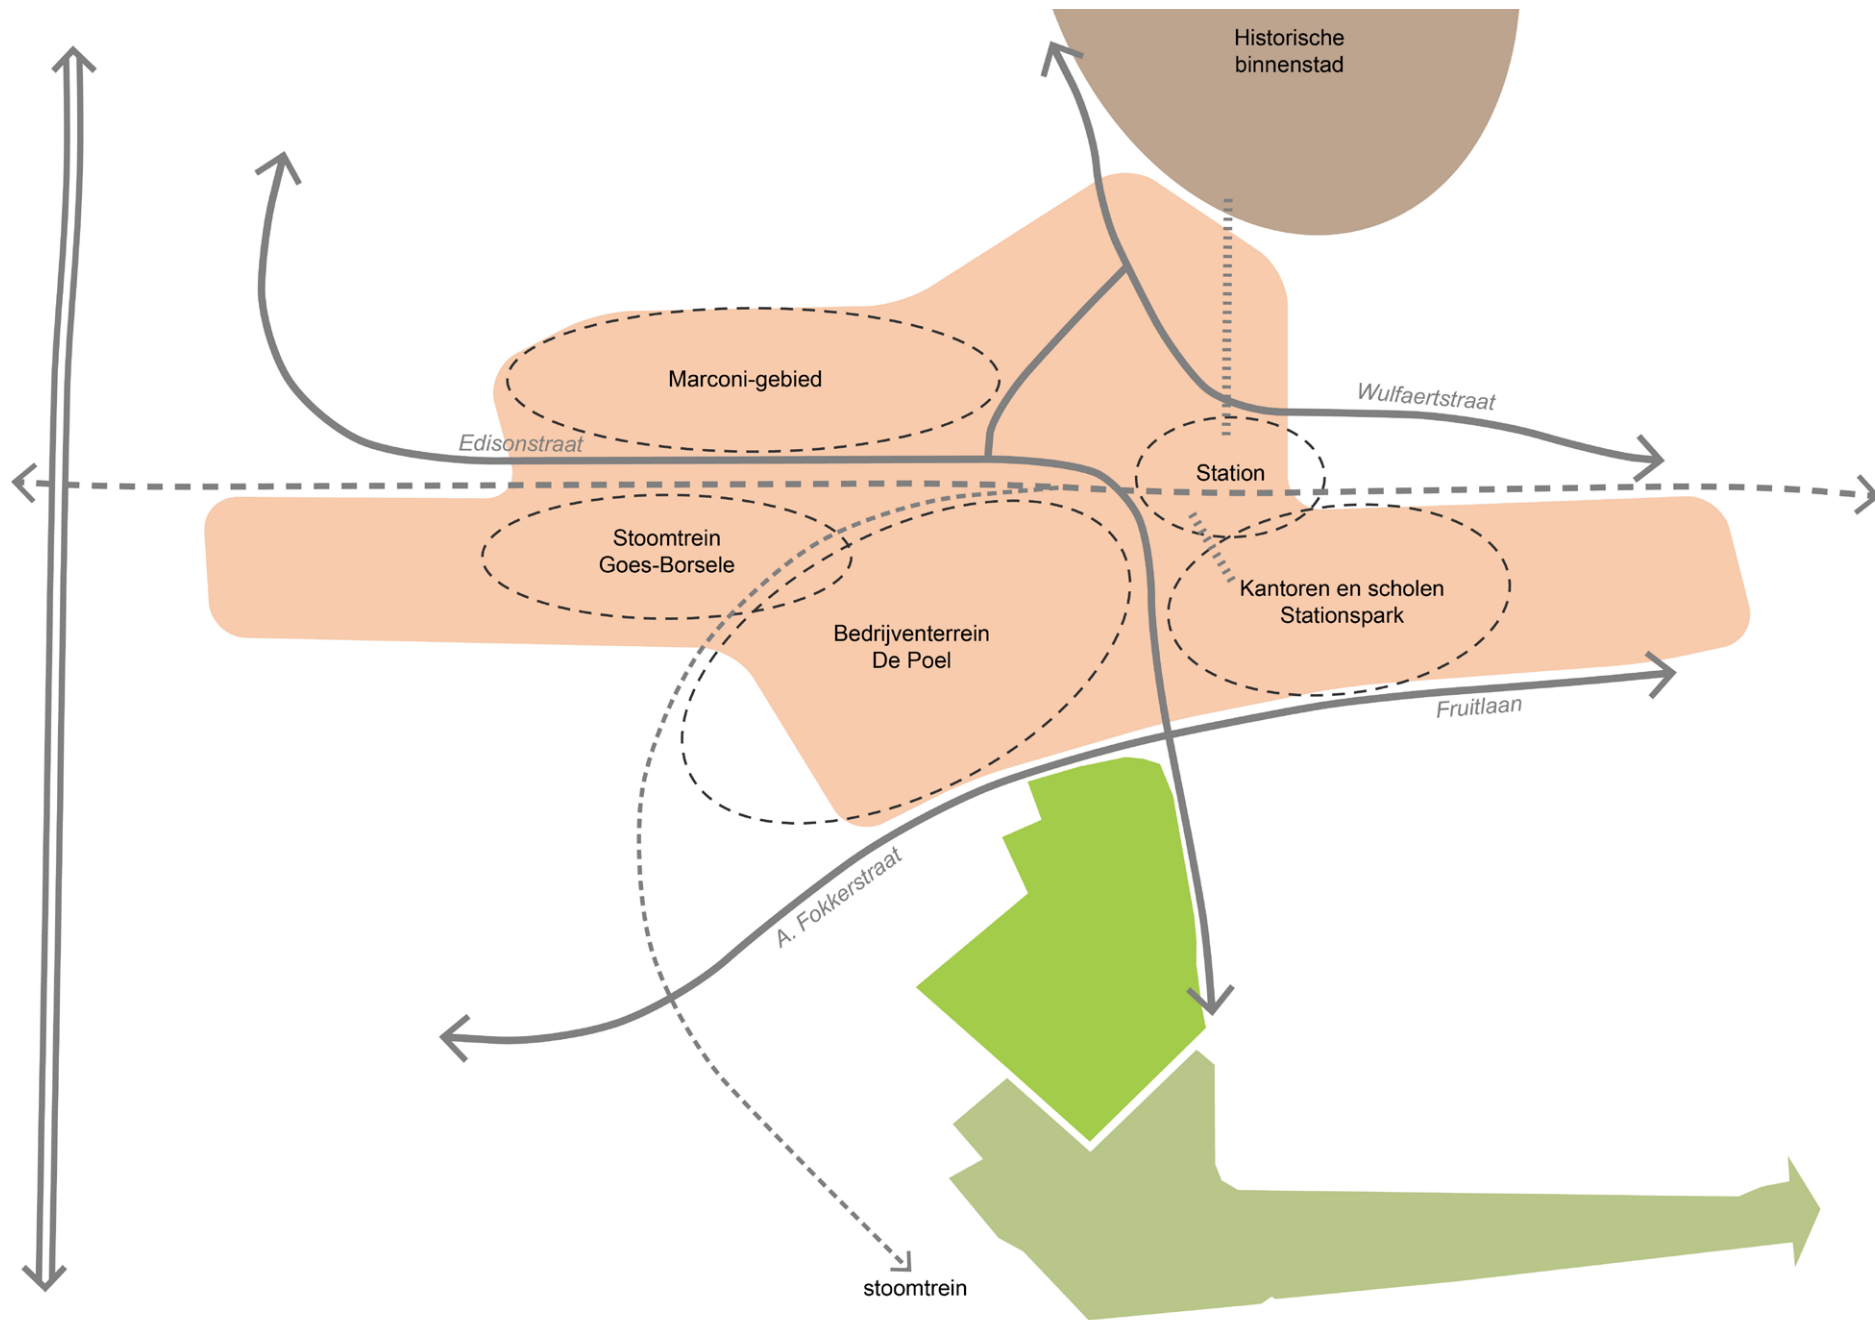 Historische
binnenstad
Marconi-gebied
Wulfaertstraat
Edisonstraat
Station
Stoomtrein
Goes-Borsele
Kantoren en scholen
Stationspark
Bedrijventerrein
De Poel
Fruitlaan
A. Fokkerstraat
stoomtrein